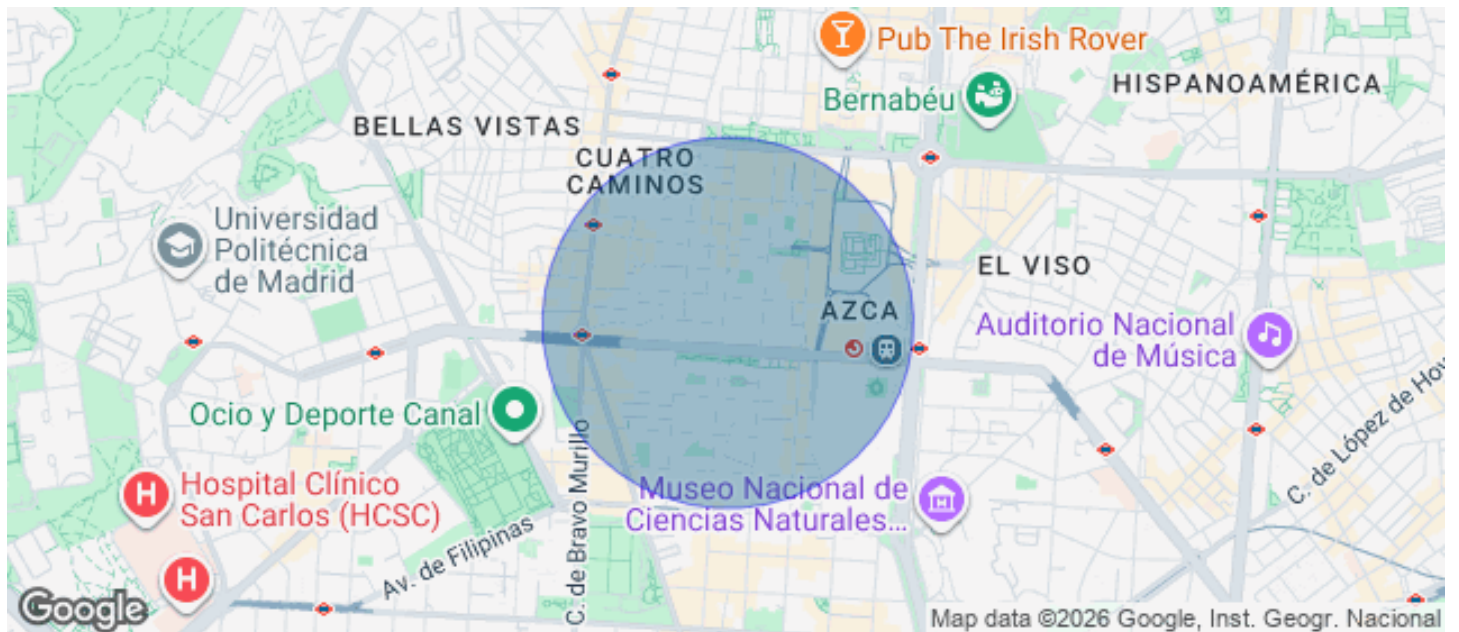 Pub The Irish Rover
Bernabéu
HISPANOAMÉRICA
BELLAS VISTAS
CUATRO
CAMINOS
Universidad
Politécnica
de Madrid
EL VISO
AZCA
Auditorio Nacional
de Música
Ocio y Deporte Canal
C. de Bravo Murillo
C. de López de Hoy
Hospital Clínico
San Carlos (HCSC)
Museo Nacional de
Ciencias Naturales...
Av. de Filipinas
H
H
Google
Map data ©2026 Google, Inst. Geogr. Nacional